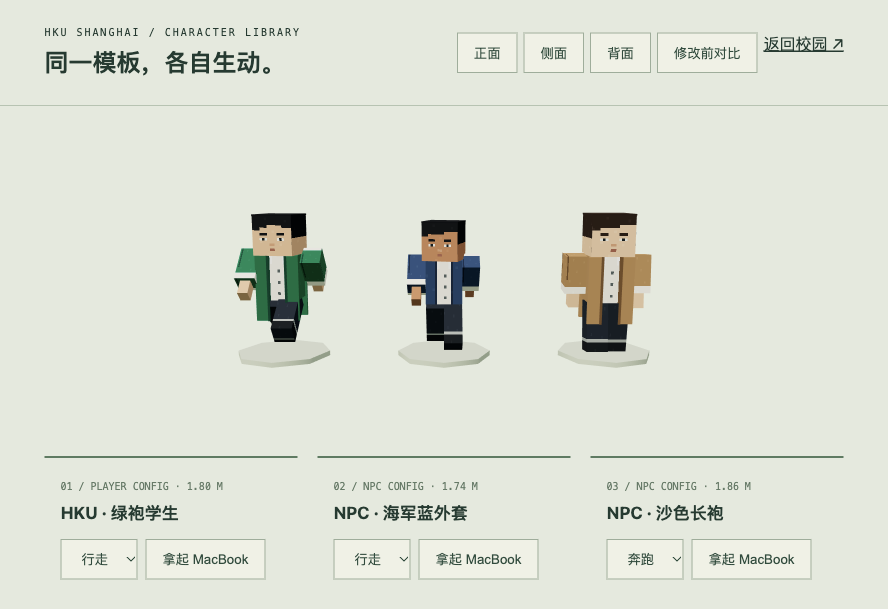 HKU SHANGHAI / CHARACTER LIBRARY
同一模板，各自生动。
正面
侧面
背面
修改前对比
返回校园 ↗
01 / PLAYER CONFIG · 1.80 M
HKU · 绿袍学生
行走
拿起 MacBook
02 / NPC CONFIG · 1.74 M
NPC · 海军蓝外套
行走
拿起 MacBook
03 / NPC CONFIG · 1.86 M
NPC · 沙色长袍
奔跑
拿起 MacBook